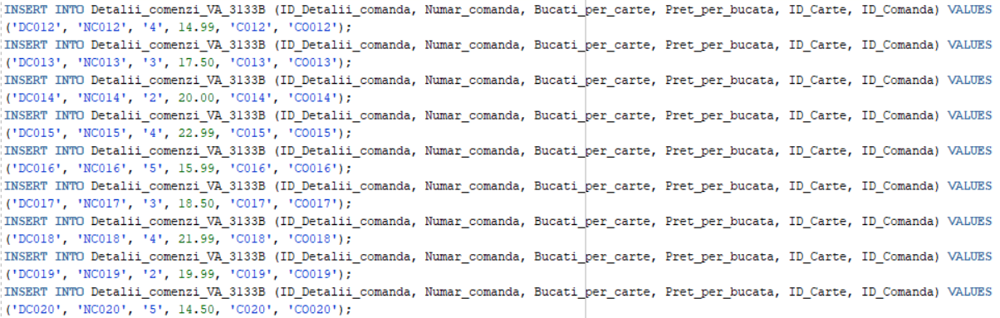 INSERT INTO Detalii_comenzi_VA_3133B (ID_Detalii_comanda, Numar_comanda, Bucati_per_carte, Pret_per_bucata, ID_Carte, ID_Comanda) VALUES
('DC012', 'NC012', '4', 14.99, 'C012', 'CO012');
INSERT INTO Detalii_comenzi_VA_3133B (ID_Detalii_comanda, Numar_comanda, Bucati_per_carte, Pret_per_bucata, ID_Carte, ID_Comanda) VALUES
('DC013', 'NC013', '3', 17.50, 'C013', 'CO013');
INSERT INTO Detalii_comenzi_VA_3133B (ID_Detalii_comanda, Numar_comanda, Bucati_per_carte, Pret_per_bucata, ID_Carte, ID_Comanda) VALUES
('DC014', 'NC014', '2', 20.00, 'C014', 'CO014');
INSERT INTO Detalii_comenzi_VA_3133B (ID_Detalii_comanda, Numar_comanda, Bucati_per_carte, Pret_per_bucata, ID_Carte, ID_Comanda) VALUES
('DC015', 'NC015', '4', 22.99, 'C015', 'CO015');
INSERT INTO Detalii_comenzi_VA_3133B (ID_Detalii_comanda, Numar_comanda, Bucati_per_carte, Pret_per_bucata, ID_Carte, ID_Comanda) VALUES
('DC016', 'NC016', '5', 15.99, 'C016', 'CO016');
INSERT INTO Detalii_comenzi_VA_3133B (ID_Detalii_comanda, Numar_comanda, Bucati_per_carte, Pret_per_bucata, ID_Carte, ID_Comanda) VALUES
('DC017', 'NC017', '3', 18.50, 'C017', 'CO017');
INSERT INTO Detalii_comenzi_VA_3133B (ID_Detalii_comanda, Numar_comanda, Bucati_per_carte, Pret_per_bucata, ID_Carte, ID_Comanda) VALUES
('DC018', 'NC018', '4', 21.99, 'C018', 'CO018');
INSERT INTO Detalii_comenzi_VA_3133B (ID_Detalii_comanda, Numar_comanda, Bucati_per_carte, Pret_per_bucata, ID_Carte, ID_Comanda) VALUES
('DC019', 'NC019', '2', 19.99, 'C019', 'CO019');
INSERT INTO Detalii_comenzi_VA_3133B (ID_Detalii_comanda, Numar_comanda, Bucati_per_carte, Pret_per_bucata, ID_Carte, ID_Comanda) VALUES
('DC020', 'NC020', '5', 14.50, 'C020', 'CO020');